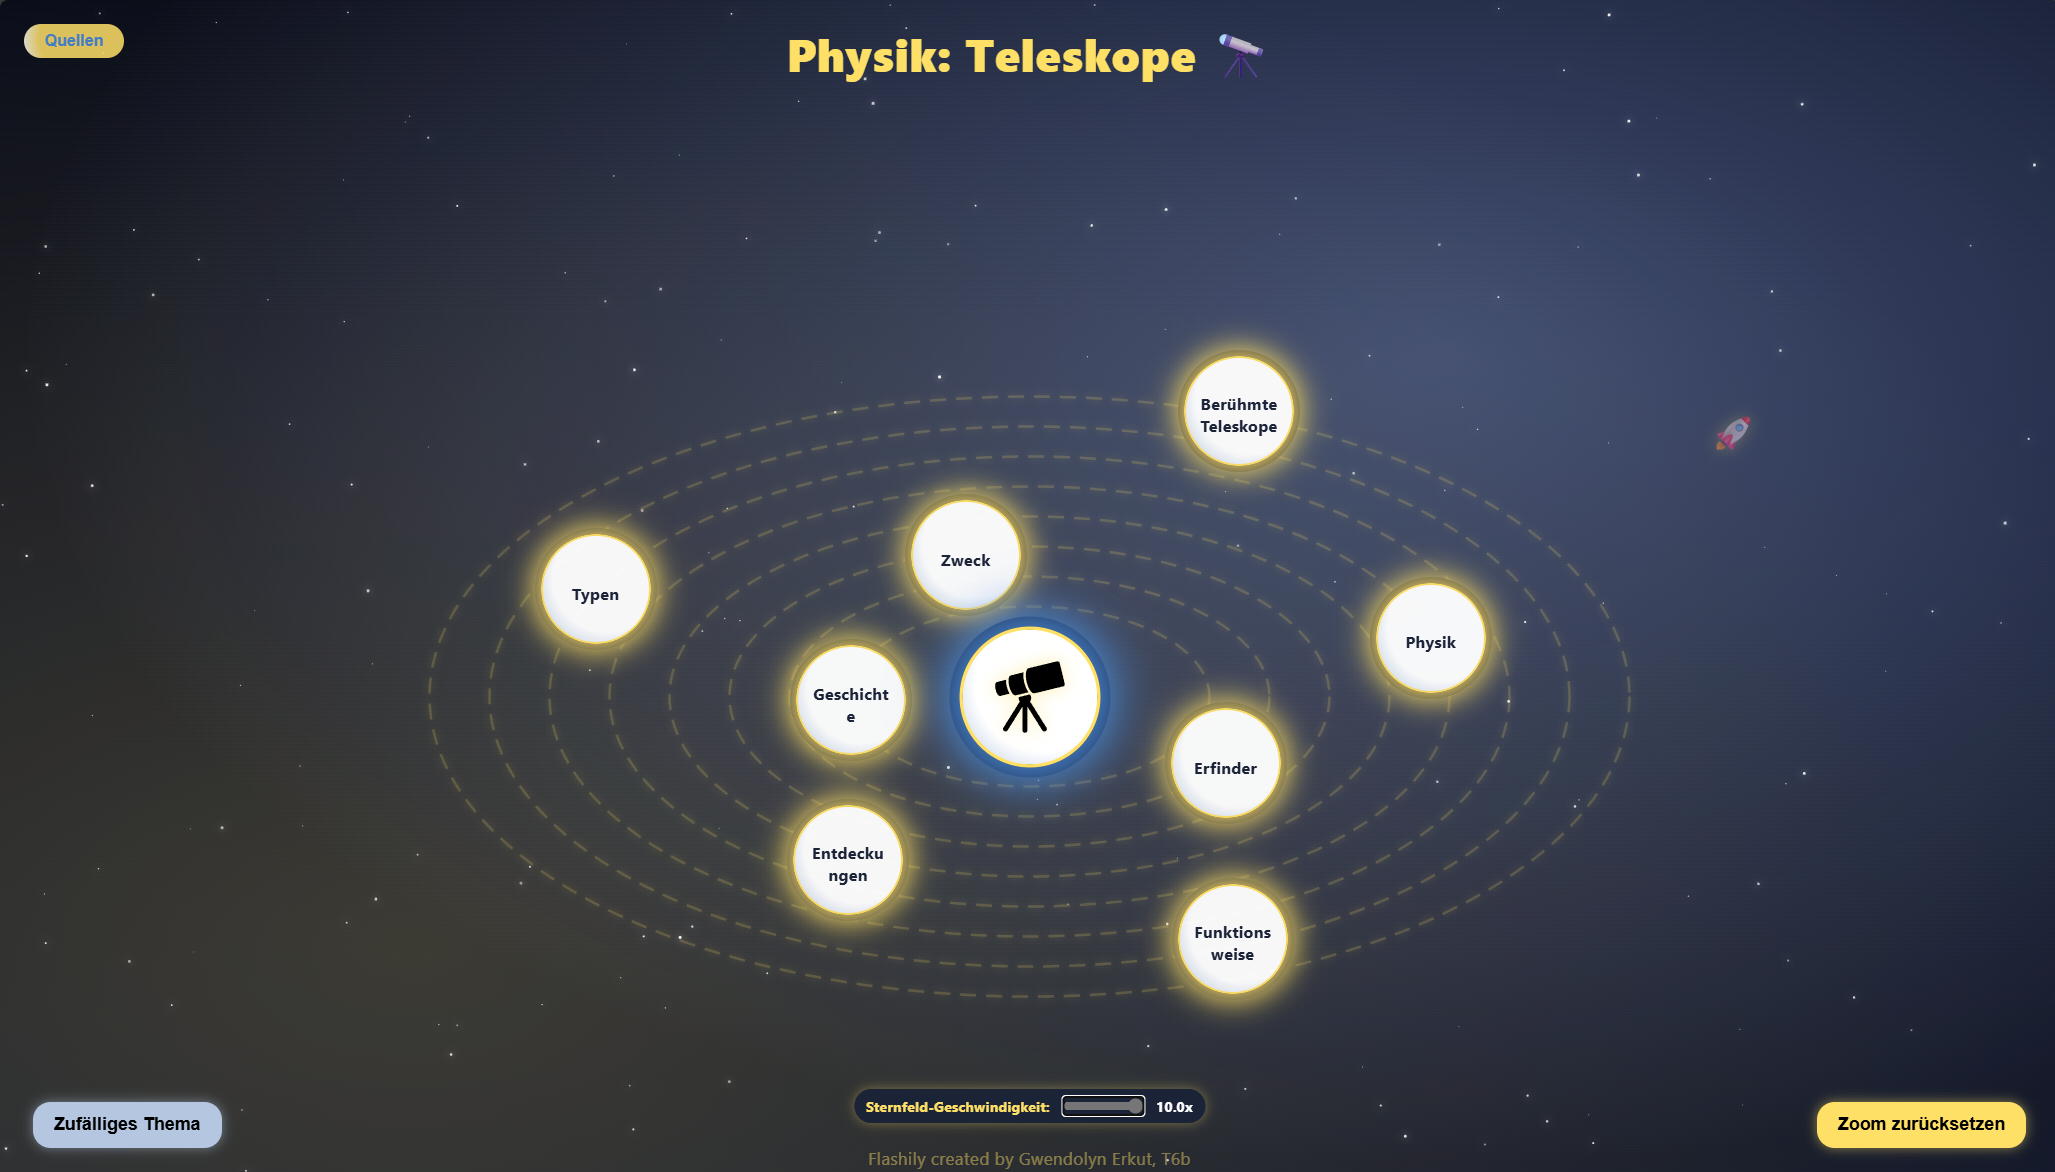 Quellen
Physik: Teleskope
Berühmte
Teleskope
Zweck
Typen
Physik
Geschicht
e
Erfinder
Entdecku
ngen
Funktions
weise
Sternfeld-Geschwindigkeit: 10.0x
Zufälliges Thema
Zoom zurücksetzen
Flashily created by Gwendolyn Erkut, T6b